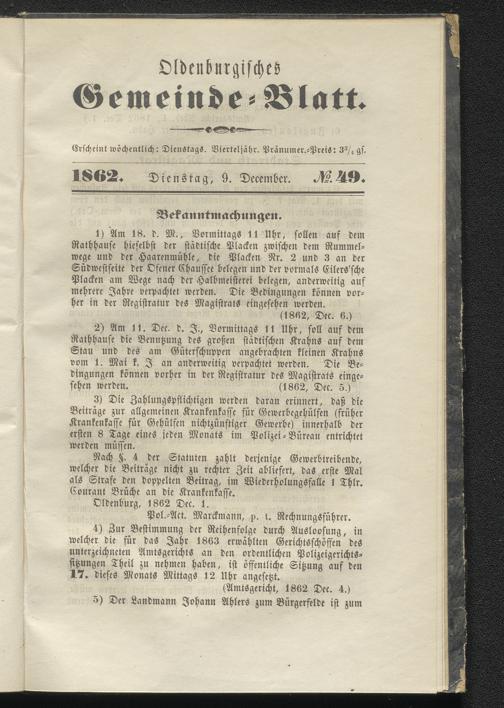 Oldenburgisches
Gemeinde=Blatt.
Erscheint wöchentlich: Dienstags. Vierteljähr. Pränumer.=Preis: 3¾ gs.
1862. Dienstag, 9. December. №. 49.
Bekanntmachungen.
1) Am 18. d. M., Vormittags 11 Uhr, sollen auf dem
Rathhause hieselbst der städtische Placken zwischen dem Rummel=
wege und der Haarenmühle, die Placken Nr. 2 und 3 an der
Südwestseite der Ofener Chaussee belegen und der vormals Eilers'sche
Placken am Wege nach der Halbmeisterei belegen, anderweitig auf
mehrere Jahre verpachtet werden. Die Bedingungen können vor=
her in der Registratur des Magistrats eingesehen werden.
(1862, Dec. 6.)
2) Am 11. Dec. d. J., Vormittags 11 Uhr, soll auf dem
Rathhause die Benutzung des großen städtischen Krahns auf dem
Stau und des am Güterschuppen angebrachten kleinen Krahns
vom 1. Mai k. J an anderweitig verpachtet werden. Die Be=
dingungen können vorher in der Registratur des Magistrats einge=
sehen werden. (1862, Dec. 5.)
3) Die Zahlungspflichtigen werden daran erinnert, daß die
Beiträge zur allgemeinen Krankenkasse für Gewerbegehülfen (früher
Krankenkasse für Gehülfen nichtzünftiger Gewerbe) innerhalb der
ersten 8 Tage eines jeden Monats im Polizei=Büreau entrichtet
werden müssen.
Nach §. 4 der Statuten zahlt derjenige Gewerbtreibende,
welcher die Beiträge nicht zu rechter Zeit abliefert, das erste Mal
als Strafe den doppelten Beitrag, im Wiederholungsfalle 1 Thlr.
Courant Brüche an die Krankenkasse.
Oldenburg, 1862 Dec. 1.
Pol.=Act. Marckmann, p. t. Rechnungsführer.
4) Zur Bestimmung der Reihenfolge durch Ausloosung, in
welcher die für das Jahr 1863 erwählten Gerichtsschöffen des
unterzeichneten Amtsgerichts an den ordentlichen Polizeigerichts=
sitzungen Theil zu nehmen haben, ist öffentliche Sitzung auf den
17. dieses Monats Mittags 12 Uhr angesetzt.
(Amtsgericht, 1862 Dec. 4.)
5) Der Landmann Johann Ahlers zum Bürgerfelde ist zum